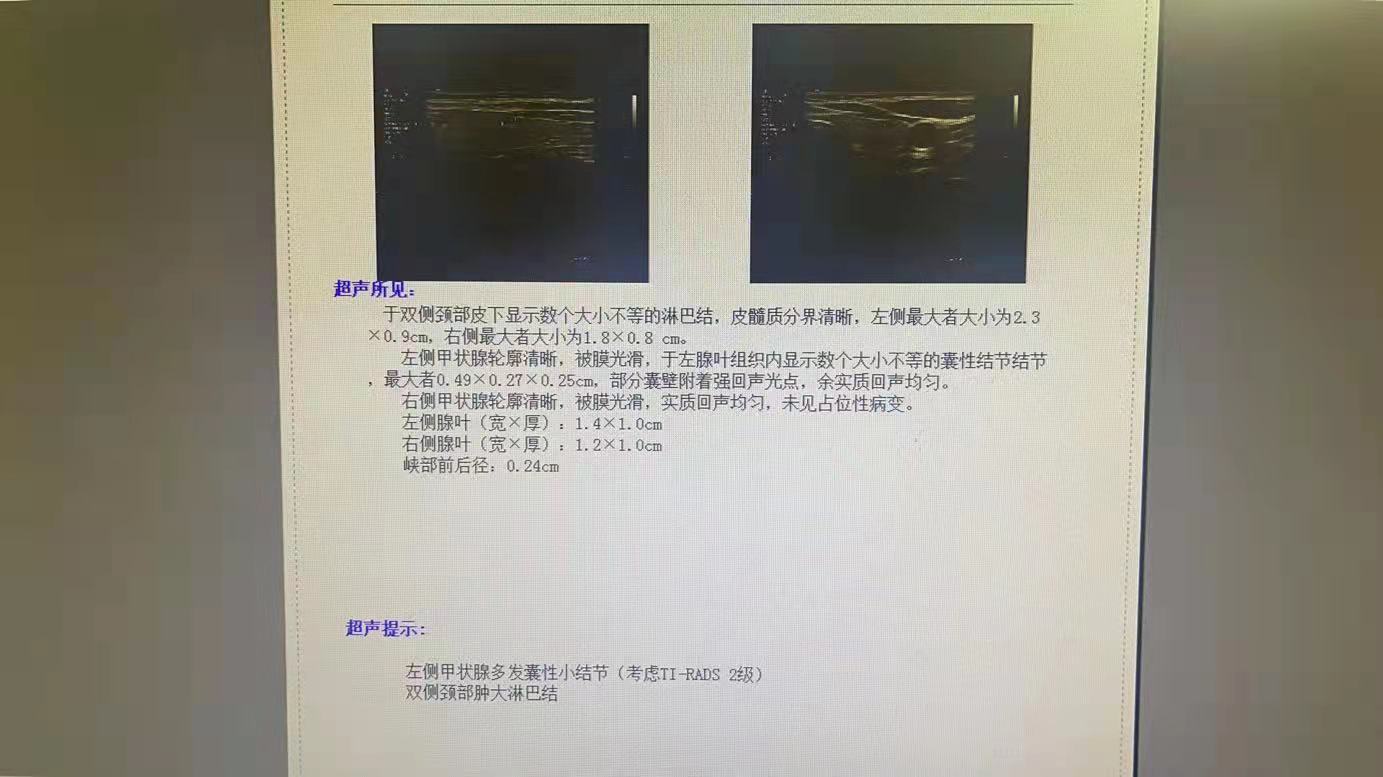 超声所见:
于双侧颈部皮下显示数个大小不等的淋巴结，皮髓质分界清晰，左侧最大者大小为2.3
×0.9cm，右侧最大者大小为1.8×0.8 cm。
左侧甲状腺轮廓清晰，被膜光滑，于左腺叶组织内显示数个大小不等的囊性结节结节
，最大者0.49×0.27×0.25cm，部分囊壁附着强回声光点，余实质回声均匀。
右侧甲状腺轮廓清晰，被膜光滑，实质回声均匀，未见占位性病变。
左侧腺叶（宽×厚）: 1.4×1.0cm
右侧腺叶（宽×厚）: 1.2×1.0cm
峡部前后径: 0.24cm
超声提示:
左侧甲状腺多发囊性小结节（考虑TI-RADS 2级）
双侧颈部肿大淋巴结